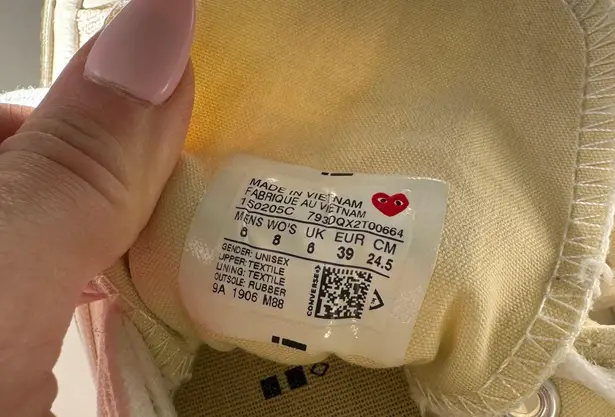 MADE IN VIETNAM
FABRIQUE AU VIETNAM
150205C 793DQX2T00664
MENS WO'S UK EUR CM
6 8 6 39 24.5
GENDER: UNISEX
UPPER: TEXTILE
LINING: TEXTILE
OUTSOLE: RUBBER
9A 1906 M88
CONVERSE